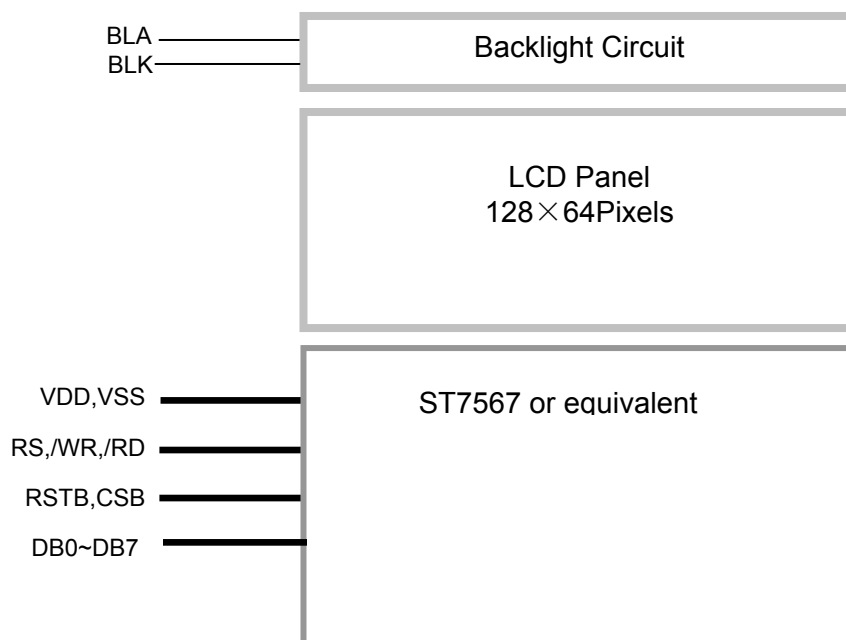 BLA
BLK
Backlight Circuit
LCD Panel
128×64Pixels
VDD,VSS
RS,/WR,/RD
RSTB,CSB
DB0~DB7
ST7567 or equivalent